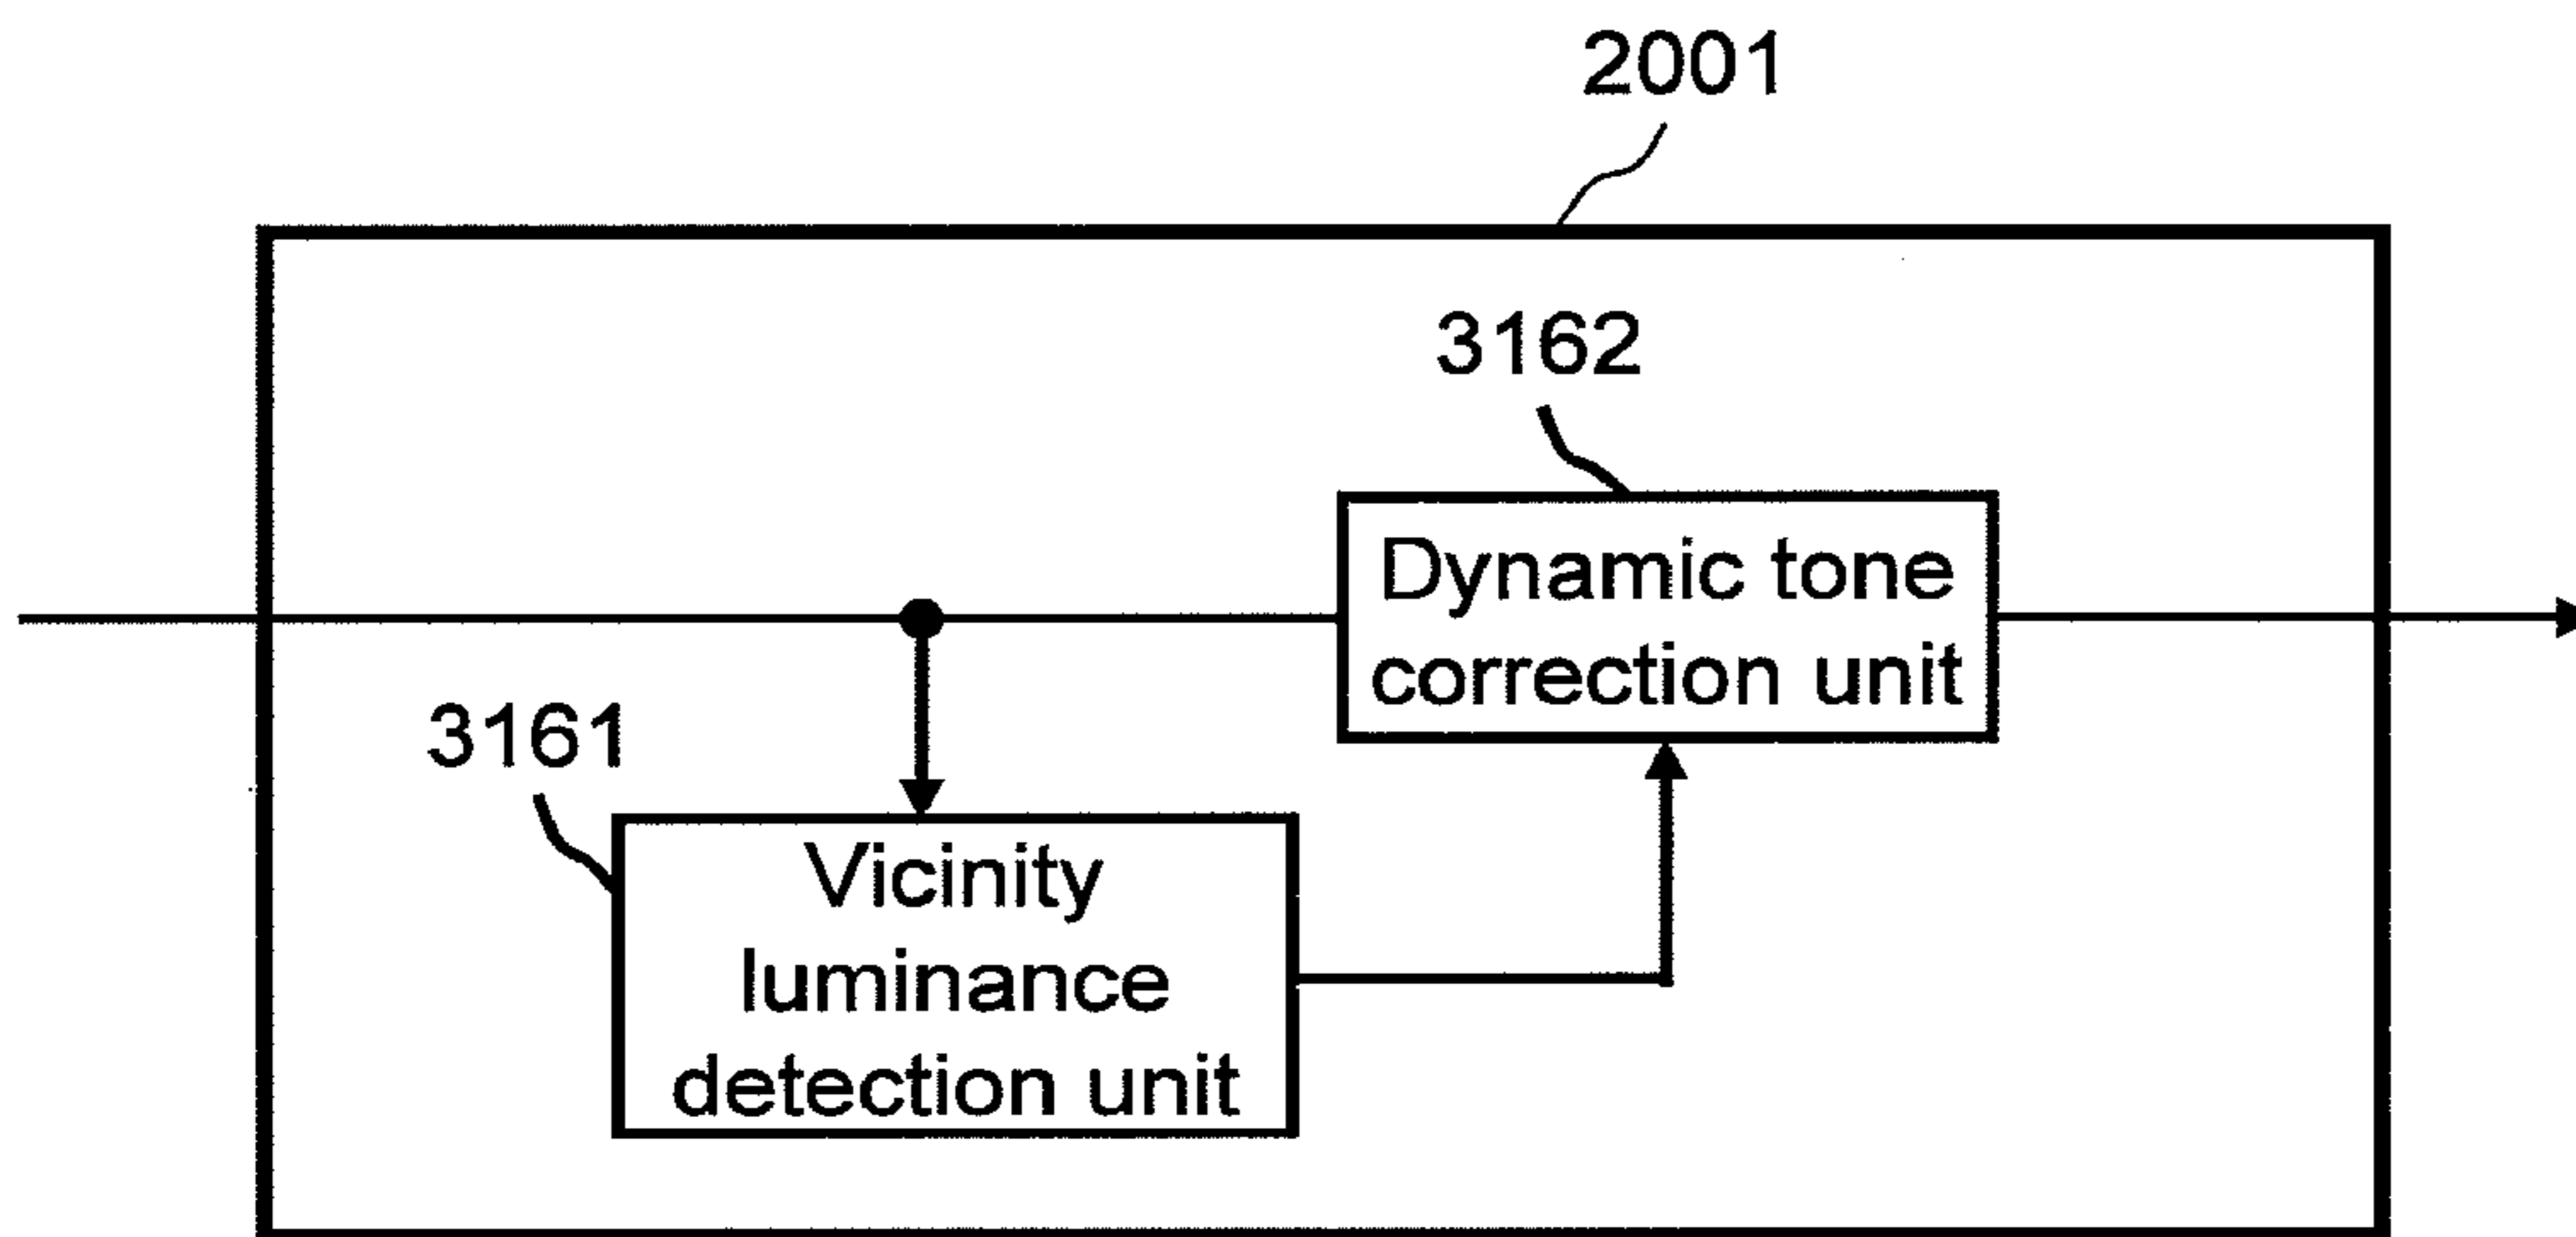 2001
3162
Dynamic tone
correction unit
3161
Vicinity
luminance
detection unit